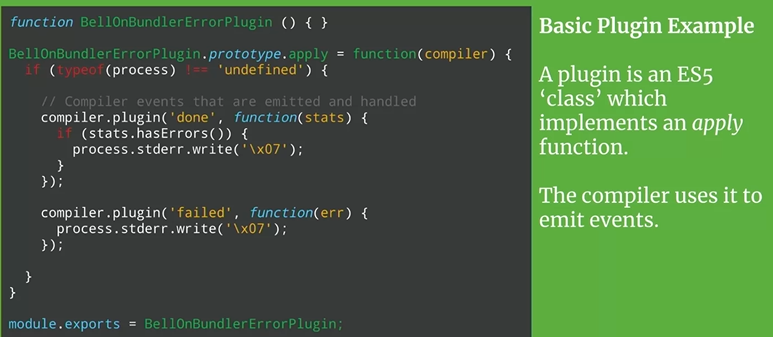 function BellOnBundlerErrorPlugin () { }
BellOnBundlerErrorPlugin.prototype.apply = function(compiler) {
if (typeof(process) !== 'undefined') {
// Compiler events that are emitted and handled
compiler.plugin('done', function(stats) {
if (stats.hasErrors()) {
process.stderr.write('\x07');
}
});
compiler.plugin('failed', function(err) {
process.stderr.write('\x07');
});
}
}
module.exports = BellOnBundlerErrorPlugin;
Basic Plugin Example
A plugin is an ES5
‘class’ which
implements an apply
function.
The compiler uses it to
emit events.